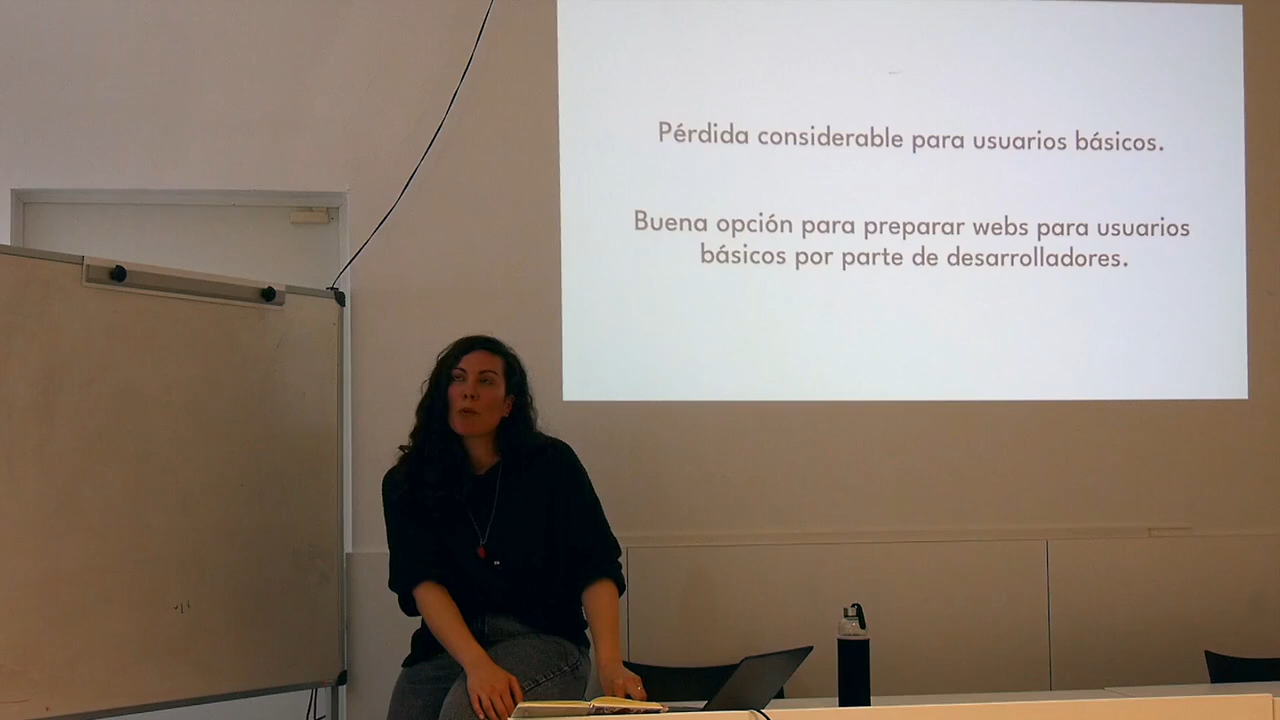 Pérdida considerable para usuarios básicos.
Buena opción para preparar webs para usuarios
básicos por parte de desarrolladores.